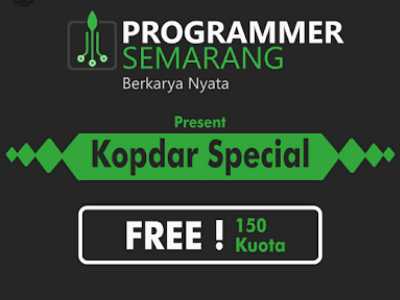 PROGRAMMER
SEMARANG
Berkarya Nyata
Present
Kopdar Special
FREE !
150
Kuota